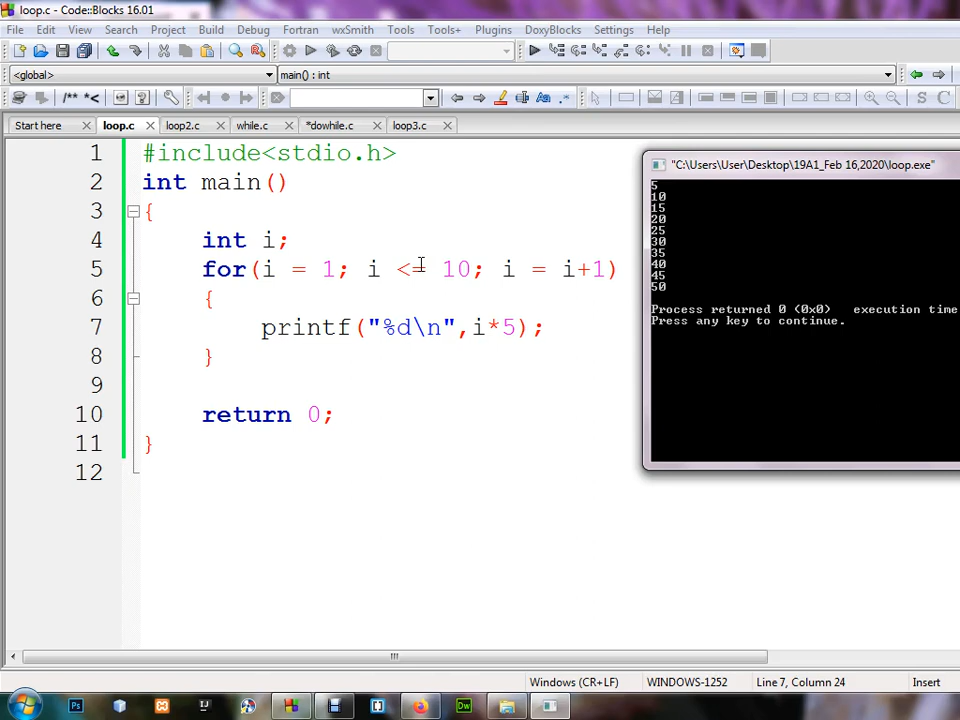 loop.c - Code::Blocks 16.01
File Edit View Search Project Build Debug Fortran wxSmith Tools Tools+ Plugins DoxyBlocks Settings Help
<global> main() : int
/** *<
S C
Start here loop.c loop2.c while.c *dowhile.c loop3.c
1 #include<stdio.h>
2 int main()
3 {
4 int i;
5 for(i = 1; i <= 10; i = i+1)
6 {
7 printf("%d\n",i*5);
8 }
9
10 return 0;
11 }
12
"C:\Users\User\Desktop\19A1_Feb 16,2020\loop.exe"
5
10
15
20
25
30
35
40
45
50
Process returned 0 (0x0) execution time
Press any key to continue.
Windows (CR+LF) WINDOWS-1252 Line 7, Column 24 Insert
Ps IJ Dw